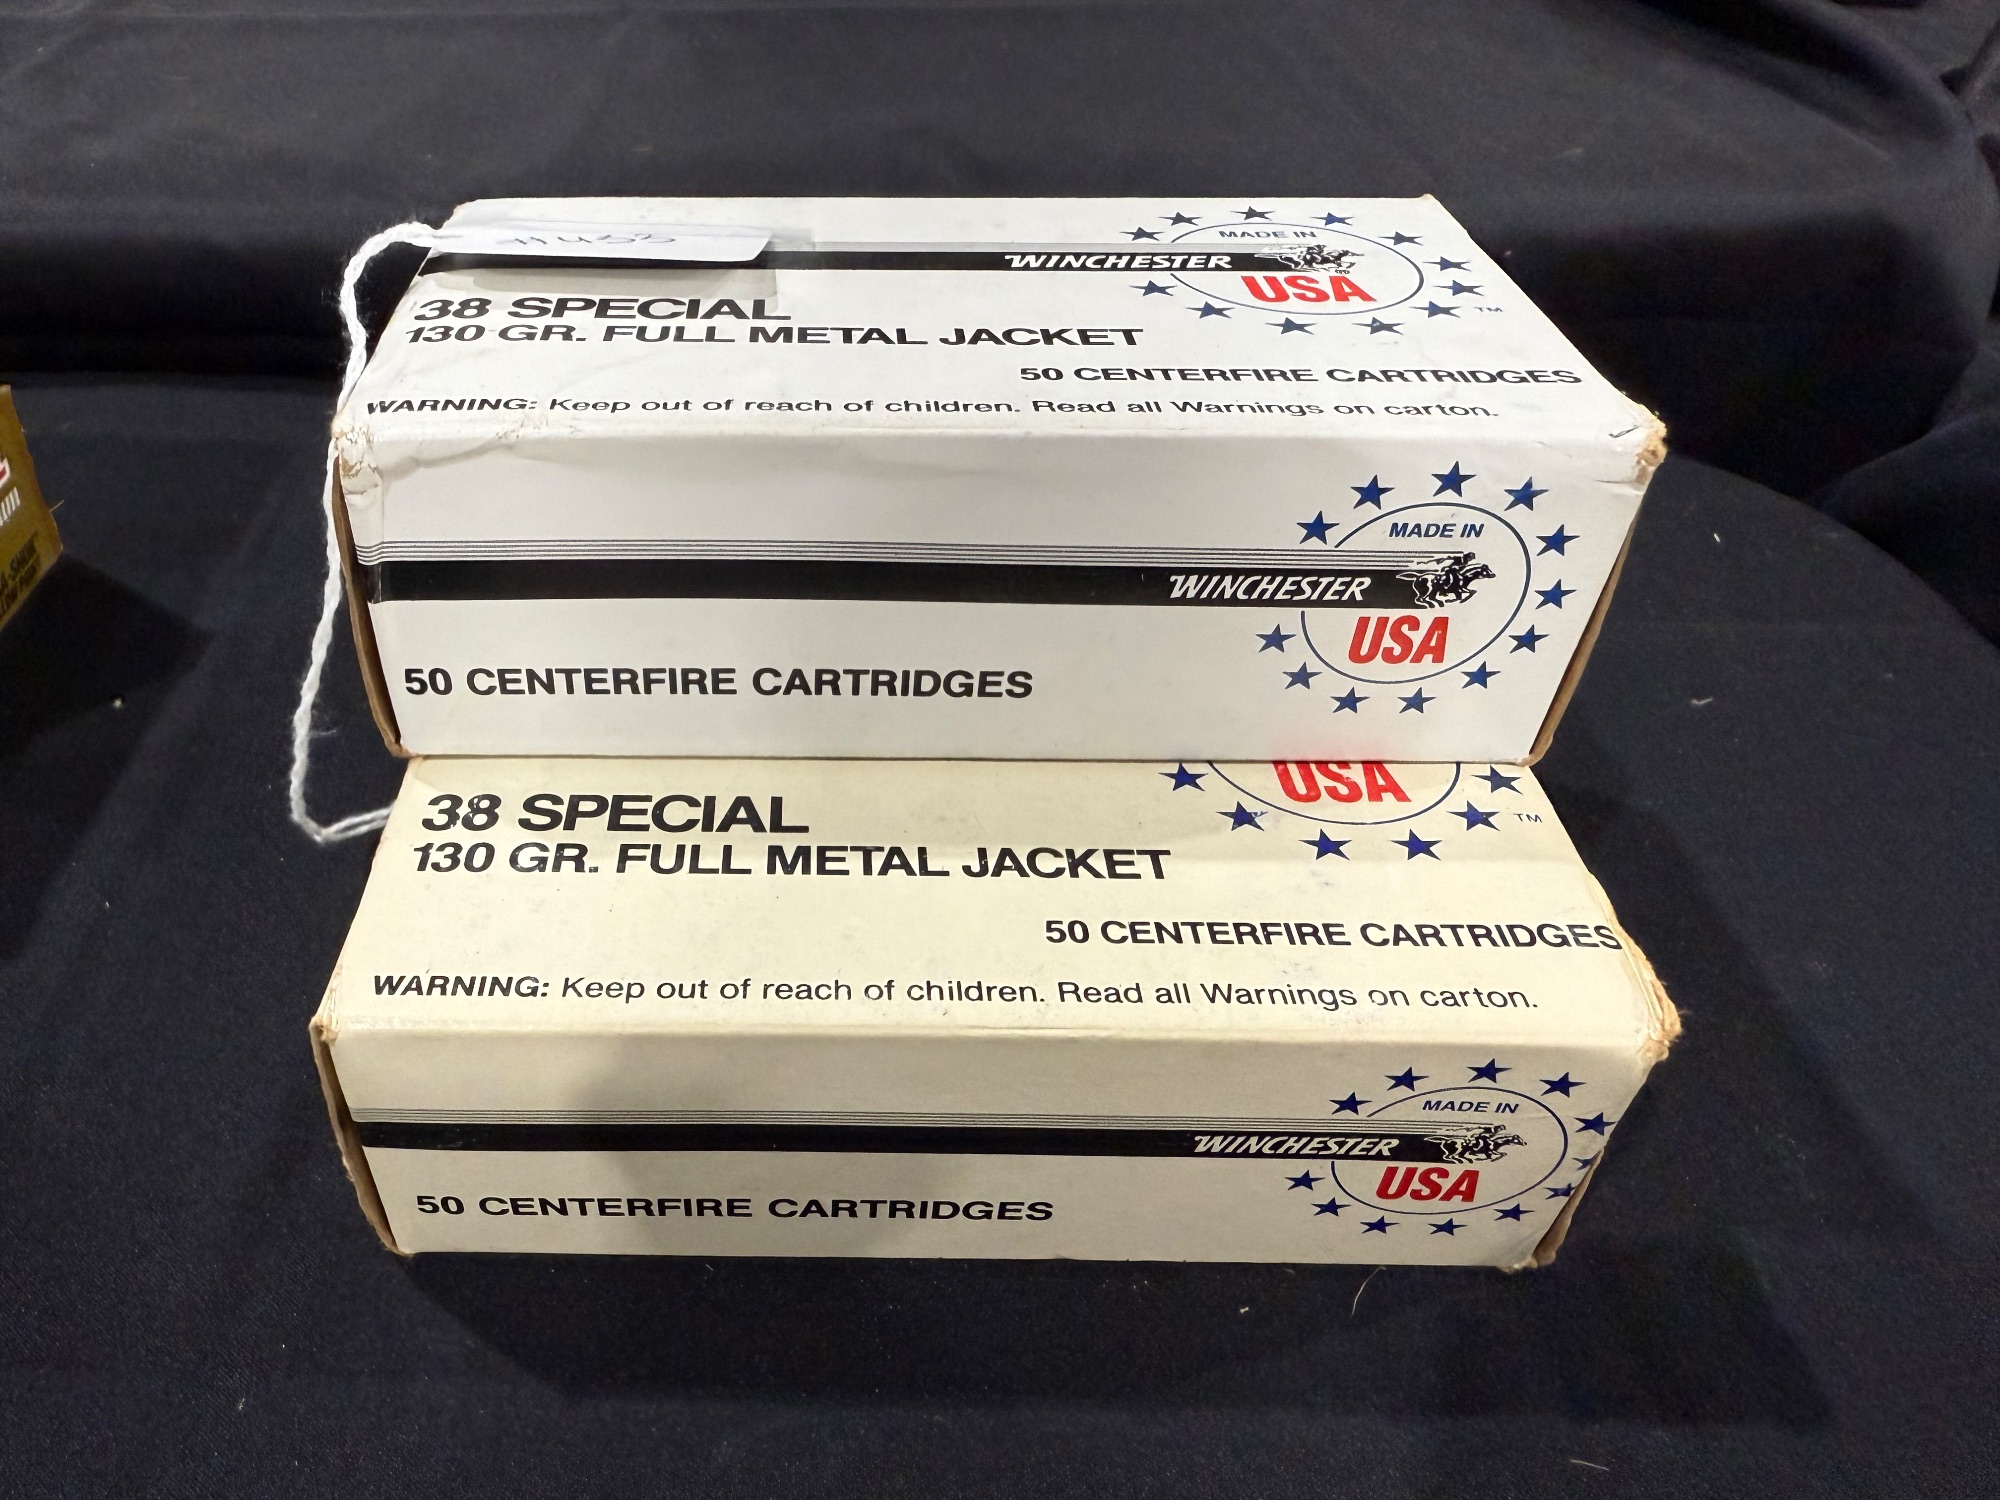 MADE IN
WINCHESTER
USA
38 SPECIAL
130 GR. FULL METAL JACKET
TM
50 CENTERFIRE CARTRIDGES
WARNING: Keep out of reach of children. Read all Warnings on carton.
MADE IN
WINCHESTER
USA
50 CENTERFIRE CARTRIDGES
USA
38 SPECIAL
TM
130 GR. FULL METAL JACKET
50 CENTERFIRE CARTRIDGES
WARNING: Keep out of reach of children. Read all Warnings on carton.
MADE IN
WINCHESTER
USA
50 CENTERFIRE CARTRIDGES